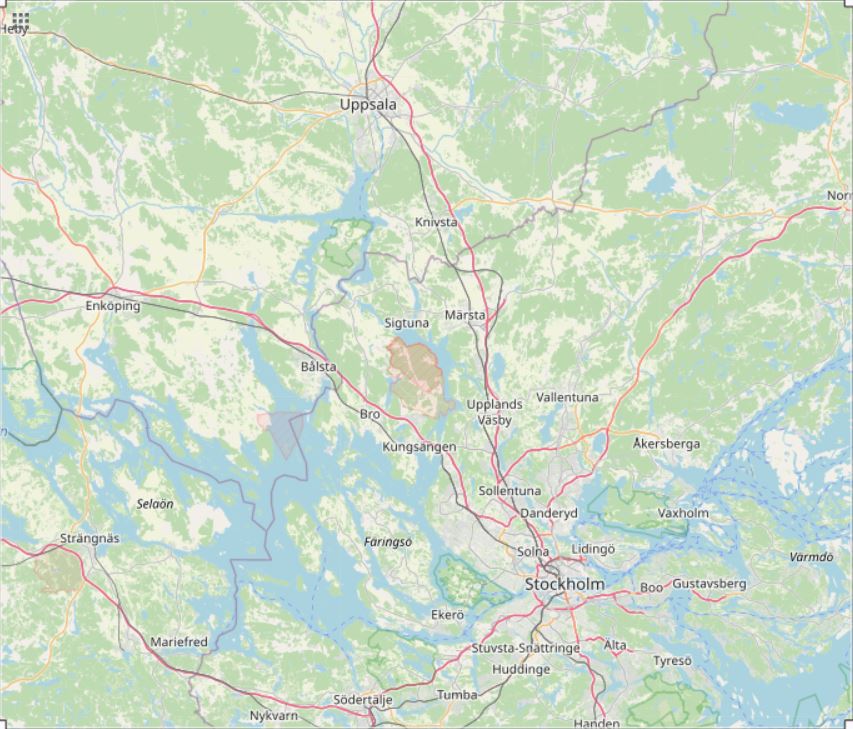 Heby
Uppsala
Nor
Knivsta
Enköping
Märsta
Sigtuna
Bålsta
Vallentuna
Upplands
Väsby
Bro
Åkersberga
Kungsängen
Sollentuna
Selaön
Danderyd
Vaxholm
Strängnäs
Färingsö
Solna
Lidingö
Värmdö
Stockholm
Boo
Gustavsberg
Ekerö
Mariefred
Stuvsta-Snättringe
Älta
Tyresö
Huddinge
Södertälje
Tumba
Nykvarn
Handen